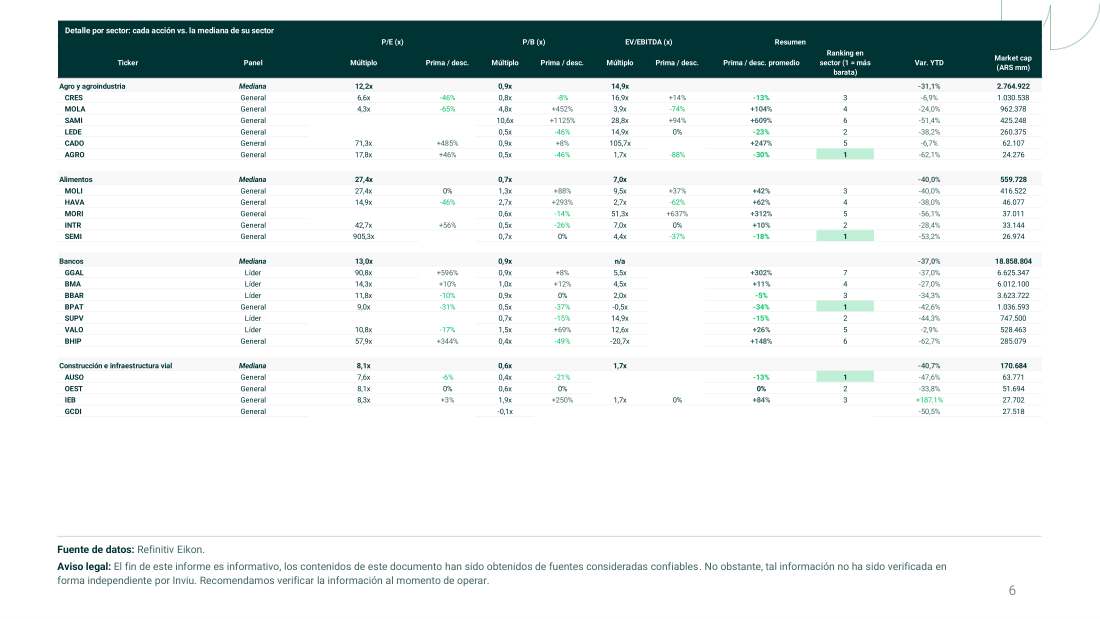 Detalle por sector: cada acción vs. la mediana de su sector
P/E (x) P/B (x) EV/EBITDA (x) Resumen
Ticker Panel Múltiplo Prima / desc. Múltiplo Prima / desc. Múltiplo Prima / desc. Prima / desc. promedio Ranking en sector (1 = más barata) Var. YTD Market cap (ARS mm)
Agro y agroindustria Mediana 12,2x 0,9x 14,9x -31,1% 2.764.922
CRES General 6,6x -46% 0,8x -8% 16,9x +14% -13% 3 -6,9% 1.030.538
MOLA General 4,3x -65% 4,8x +452% 3,9x -74% +104% 4 -24,0% 962.378
SAMI General 10,6x +1125% 28,8x +94% +609% 6 -51,4% 425.248
LEDE General 0,5x -46% 14,9x 0% -23% 2 -38,2% 260.375
CADO General 71,3x +485% 0,9x +8% 105,7x +247% 5 -6,7% 62.107
AGRO General 17,8x +46% 0,5x -46% 1,7x -88% -30% 1 -62,1% 24.276
Alimentos Mediana 27,4x 0,7x 7,0x -40,0% 559.728
MOLI General 27,4x 0% 1,3x +88% 9,5x +37% +42% 3 -40,0% 416.522
HAVA General 14,9x -46% 2,7x +293% 2,7x -62% +62% 4 -38,0% 46.077
MORI General 0,6x -14% 51,3x +637% +312% 5 -56,1% 37.011
INTR General 42,7x +56% 0,5x -26% 7,0x 0% +10% 2 -28,4% 33.144
SEMI General 905,3x 0,7x 0% 4,4x -37% -18% 1 -53,2% 26.974
Bancos Mediana 13,0x 0,9x n/a -37,0% 18.858.804
GGAL Líder 90,8x +596% 0,9x +8% 5,5x +302% 7 -37,0% 6.625.347
BMA Líder 14,3x +10% 1,0x +12% 4,5x +11% 4 -27,0% 6.012.100
BBAR Líder 11,8x -10% 0,9x 0% 2,0x -5% 3 -34,3% 3.623.722
BPAT General 9,0x -31% 0,5x -37% -0,5x -34% 1 -42,6% 1.036.593
SUPV Líder 0,7x -15% 14,9x -15% 2 -44,3% 747.500
VALO Líder 10,8x -17% 1,5x +69% 12,6x +26% 5 -2,9% 528.463
BHIP General 57,9x +344% 0,4x -49% -20,7x +148% 6 -62,7% 285.079
Construcción e infraestructura vial Mediana 8,1x 0,6x 1,7x -40,7% 170.684
AUSO General 7,6x -6% 0,4x -21% -13% 1 -47,6% 63.771
OEST General 8,1x 0% 0,6x 0% 0% 2 -33,8% 51.694
IEB General 8,3x +3% 1,9x +250% 1,7x 0% +84% 3 +187,1% 27.702
GCDI General -0,1x -50,5% 27.518
Fuente de datos: Refinitiv Eikon.
Aviso legal: El fin de este informe es informativo, los contenidos de este documento han sido obtenidos de fuentes consideradas confiables. No obstante, tal información no ha sido verificada en
forma independiente por Inviu. Recomendamos verificar la información al momento de operar.
6